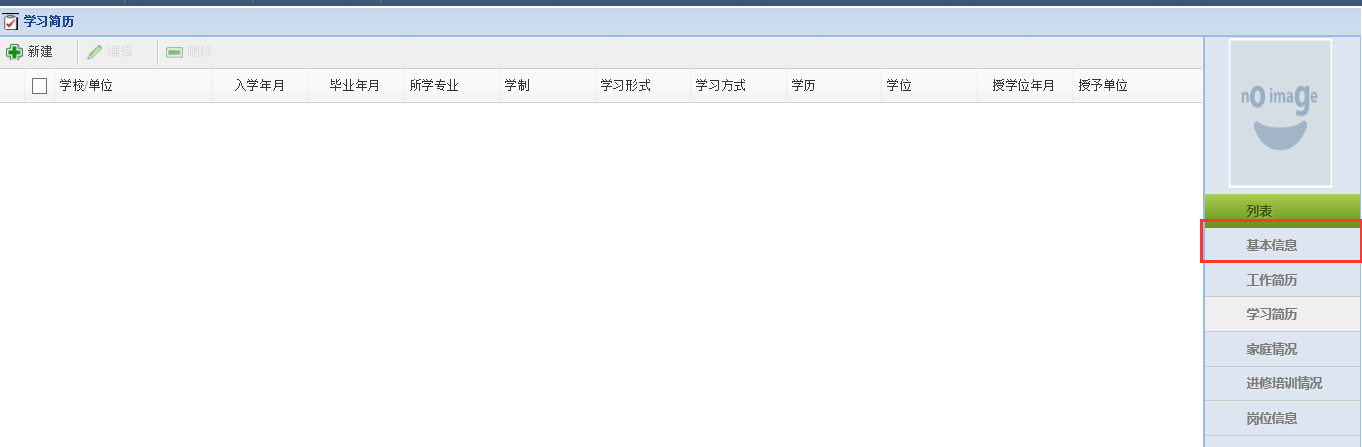 学习简历
新建 编辑 删除
学校/单位 入学年月 毕业年月 所学专业 学制 学习形式 学习方式 学历 学位 授学位年月 授予单位
no image
列表
基本信息
工作简历
学习简历
家庭情况
进修培训情况
岗位信息